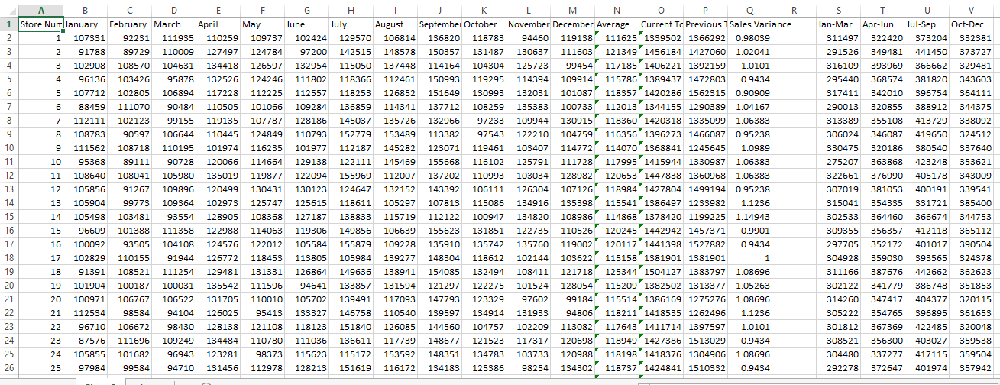 A B C D E F G H I J K L M N O P Q R S T U V
1 Store Num January February March April May June July August September October November December Average Current To Previous T Sales Variance Jan-Mar Apr-Jun Jul-Sep Oct-Dec
2 1 107331 92231 111935 110259 109737 102424 129570 106814 136820 118783 94460 119138 111625 1339502 1366292 0.98039 311497 322420 373204 332381
3 2 91788 89729 110009 127497 124784 97200 142515 148578 150357 131487 130637 111603 121349 1456184 1427060 1.02041 291526 349481 441450 373727
4 3 102908 108570 104631 134418 126597 132954 115050 137448 114164 104304 125723 99454 117185 1406221 1392159 1.0101 316109 393969 366662 329481
5 4 96136 103426 95878 132526 124246 111802 118366 112461 150993 119295 114394 109914 115786 1389437 1472803 0.9434 295440 368574 381820 343603
6 5 107712 102805 106894 117228 112225 112557 118253 126852 151649 130993 132031 101087 118357 1420286 1562315 0.90909 317411 342010 396754 364111
7 6 88459 111070 90484 110505 101066 109284 136859 114341 137712 108259 135383 100733 112013 1344155 1290389 1.04167 290013 320855 388912 344375
8 7 112111 102123 99155 119135 107787 128186 145037 135726 132966 97233 109944 130915 118360 1420318 1335099 1.06383 313389 355108 413729 338092
9 8 108783 90597 106644 110445 124849 110793 152779 153489 113382 97543 122210 104759 116356 1396273 1466087 0.95238 306024 346087 419650 324512
10 9 111562 108718 110195 101974 116235 101977 112187 145282 123071 119461 103407 114772 114070 1368841 1245645 1.0989 330475 320186 380540 337640
11 10 95368 89111 90728 120066 114664 129138 122111 145469 155668 116102 125791 111728 117995 1415944 1330987 1.06383 275207 363868 423248 353621
12 11 108640 108041 105980 135019 119877 122094 155969 112007 137202 110993 103034 128982 120653 1447838 1360968 1.06383 322661 376990 405178 343009
13 12 105856 91267 109896 120499 130431 130123 124647 132152 143392 106111 126304 107126 118984 1427804 1499194 0.95238 307019 381053 400191 339541
14 13 105904 99773 109364 102973 125747 125615 118611 105297 107813 115086 134916 135398 115541 1386497 1233982 1.1236 315041 354335 331721 385400
15 14 105498 103481 93554 128905 108368 127187 138833 115719 112122 100947 134820 108986 114868 1378420 1199225 1.14943 302533 364460 366674 344753
16 15 96609 101388 111358 122988 114063 119306 149856 106639 155623 131851 122735 110526 120245 1442942 1457371 0.9901 309355 356357 412118 365112
17 16 100092 93505 104108 124576 122012 105584 155879 109228 135910 135742 135760 119002 120117 1441398 1527882 0.9434 297705 352172 401017 390504
18 17 102829 110155 91944 126772 118453 113805 105984 139277 148304 118612 102144 103622 115158 1381901 1381901 1 304928 359030 393565 324378
19 18 91391 108521 111254 129481 131331 126864 149636 138941 154085 132494 108411 121718 125344 1504127 1383797 1.08696 311166 387676 442662 362623
20 19 101904 100187 100031 135542 111596 94641 133857 131594 121297 122275 101524 128054 115209 1382502 1313377 1.05263 302122 341779 386748 351853
21 20 100971 106767 106522 131705 110010 105702 139491 117093 147793 123329 97602 99184 115514 1386169 1275276 1.08696 314260 347417 404377 320115
22 21 112534 98584 94104 126025 95413 133327 146758 110540 139597 134914 131933 94806 118211 1418535 1262496 1.1236 305222 354765 396895 361653
23 22 96710 106672 98430 128138 121108 118123 151840 126085 144560 104757 102209 113082 117643 1411714 1397597 1.0101 301812 367369 422485 320048
24 23 87576 111696 109249 134484 110780 111036 136611 117739 148677 121523 117317 120698 118949 1427386 1513029 0.9434 308521 356300 403027 359538
25 24 105855 101682 96943 123281 98373 115623 115172 153592 148351 134783 103733 120988 118198 1418376 1304906 1.08696 304480 337277 417115 359504
26 25 97984 99584 94710 131456 112978 128213 151619 116172 134183 125386 98254 134302 118737 1424841 1510332 0.9434 292278 372647 401974 357942